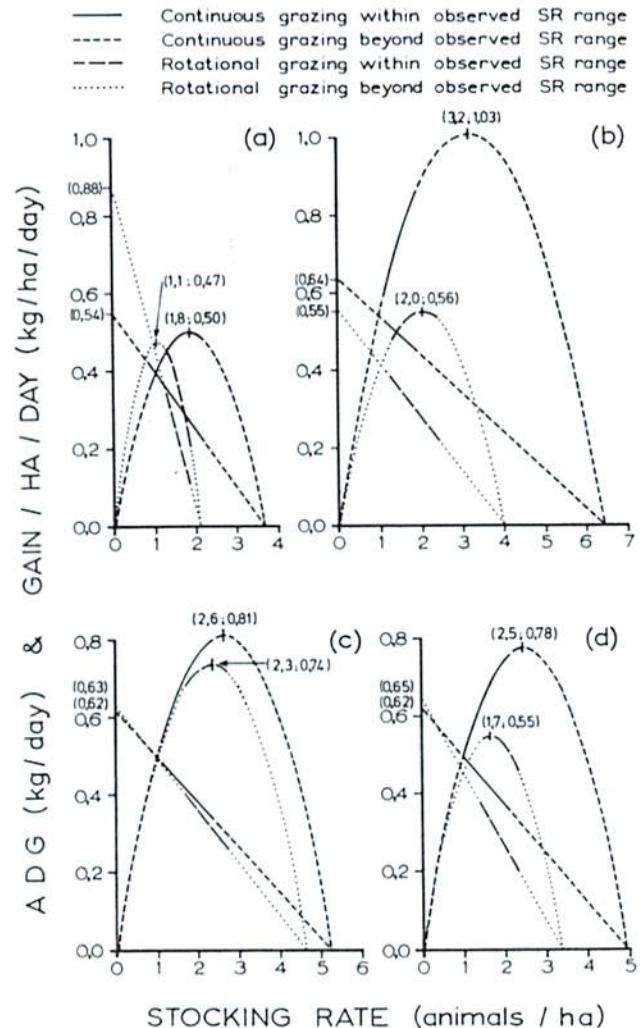 Continuous grazing within observed SR range
Continuous grazing beyond observed SR range
Rotational grazing within observed SR range
Rotational grazing beyond observed SR range
(a)
1,0
(0,88)
0,8
0,6
(0,54)
0,4
0,2
0,0
(1,1 ; 0,47)
(1,8 ; 0,50)
0 1 2 3 4
(b)
(3,2 ; 1,03)
1,0
0,8
(0,64)
0,6
(0,55)
0,4
0,2
0,0
(2,0 ; 0,56)
0 1 2 3 4 5 6 7
(c)
(2,6 ; 0,81)
(2,3 ; 0,74)
0,8
(0,63)
(0,62)
0,6
0,4
0,2
0,0
0 1 2 3 4 5 6
(d)
(2,5 ; 0,78)
(1,7 ; 0,55)
0,8
(0,65)
(0,62)
0,6
0,4
0,2
0,0
0 1 2 3 4 5
ADG (kg/day) & GAIN / HA / DAY (kg/ha/day)
STOCKING RATE (animals / ha)